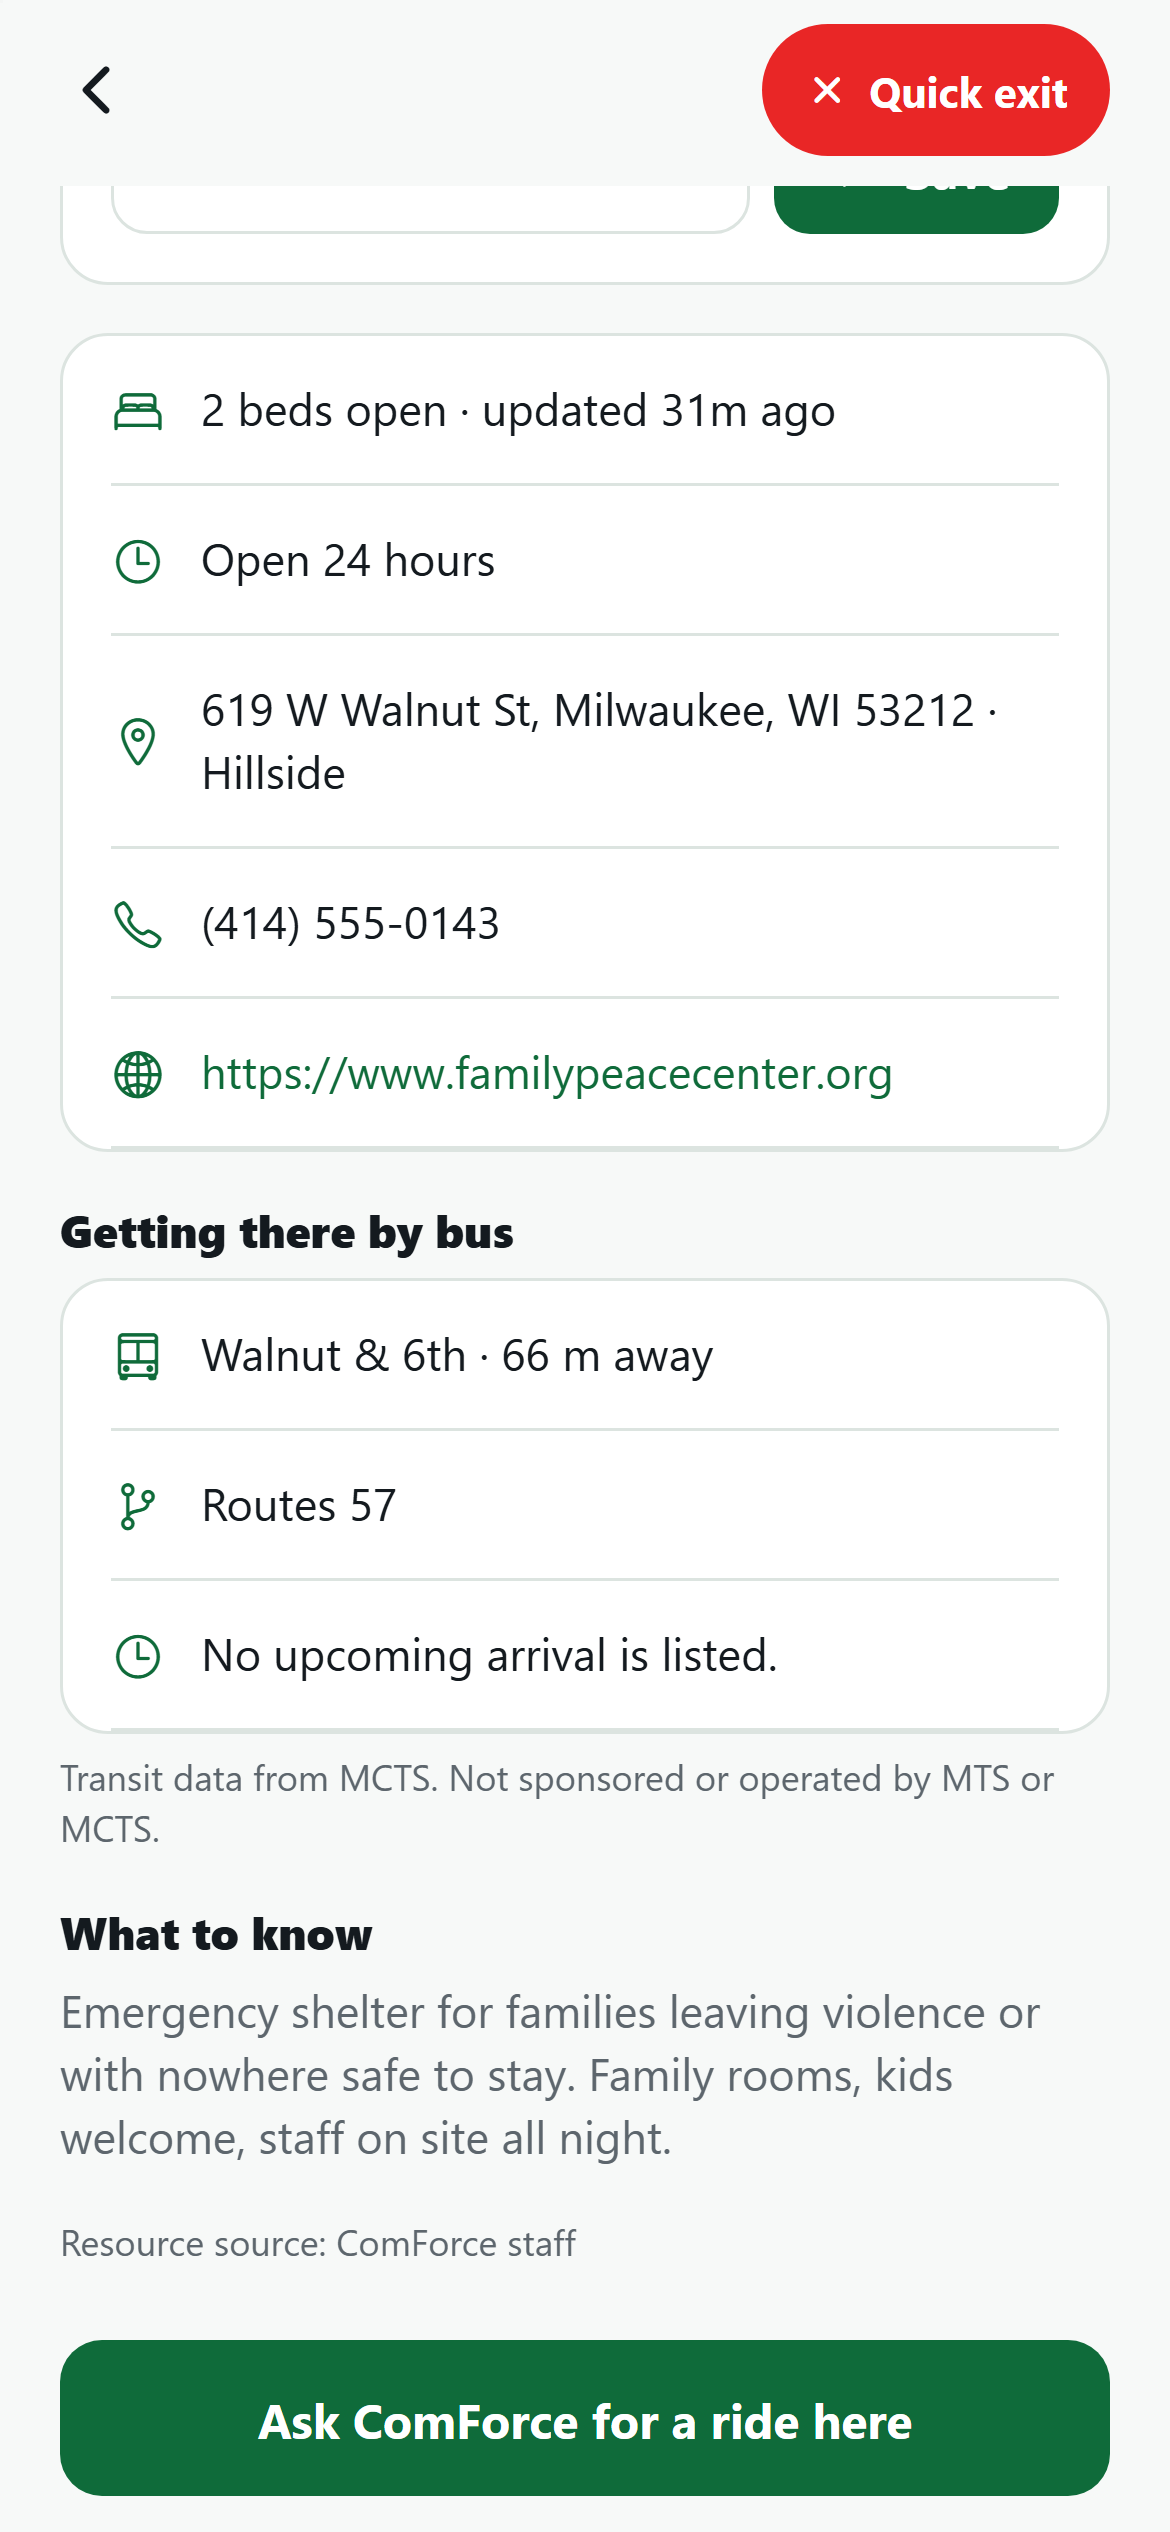 Quick exit
Save
2 beds open · updated 31m ago
Open 24 hours
619 W Walnut St, Milwaukee, WI 53212 ·
Hillside
(414) 555-0143
https://www.familypeacecenter.org
Getting there by bus
Walnut & 6th · 66 m away
Routes 57
No upcoming arrival is listed.
Transit data from MCTS. Not sponsored or operated by MTS or
MCTS.
What to know
Emergency shelter for families leaving violence or
with nowhere safe to stay. Family rooms, kids
welcome, staff on site all night.
Resource source: ComForce staff
Ask ComForce for a ride here